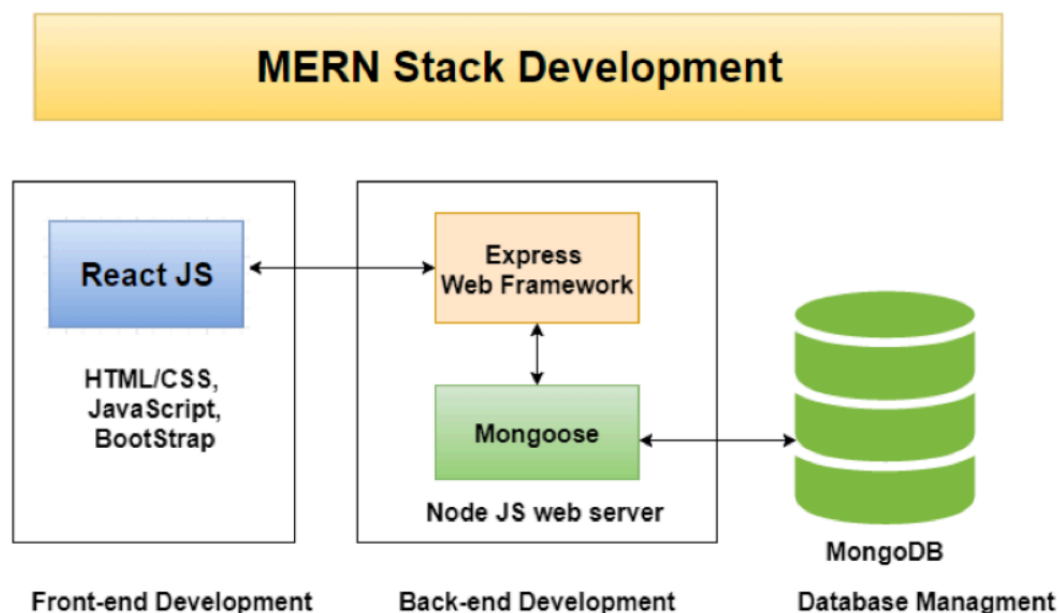 MERN Stack Development
React JS
HTML/CSS,
JavaScript,
BootStrap
Front-end Development
Express
Web Framework
Mongoose
Node JS web server
Back-end Development
MongoDB
Database Managment